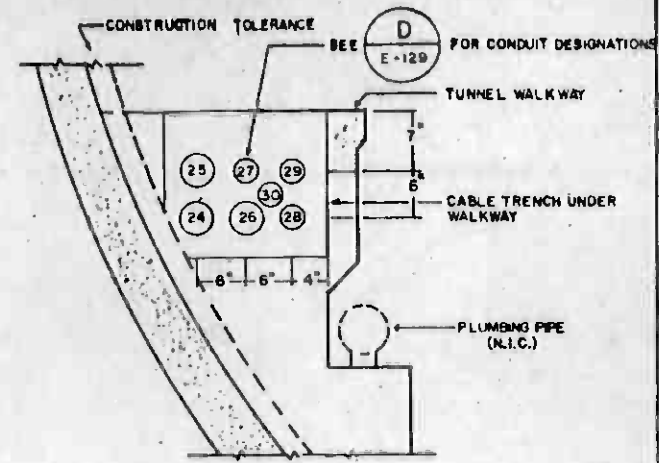 CONSTRUCTION TOLERANCE
SEE D E-129 FOR CONDUIT DESIGNATIONS
TUNNEL WALKWAY
7"
25 27 29
30
6"
24 26 28
CABLE TRENCH UNDER
WALKWAY
6" 6" 4"
PLUMBING PIPE
(N.I.C.)